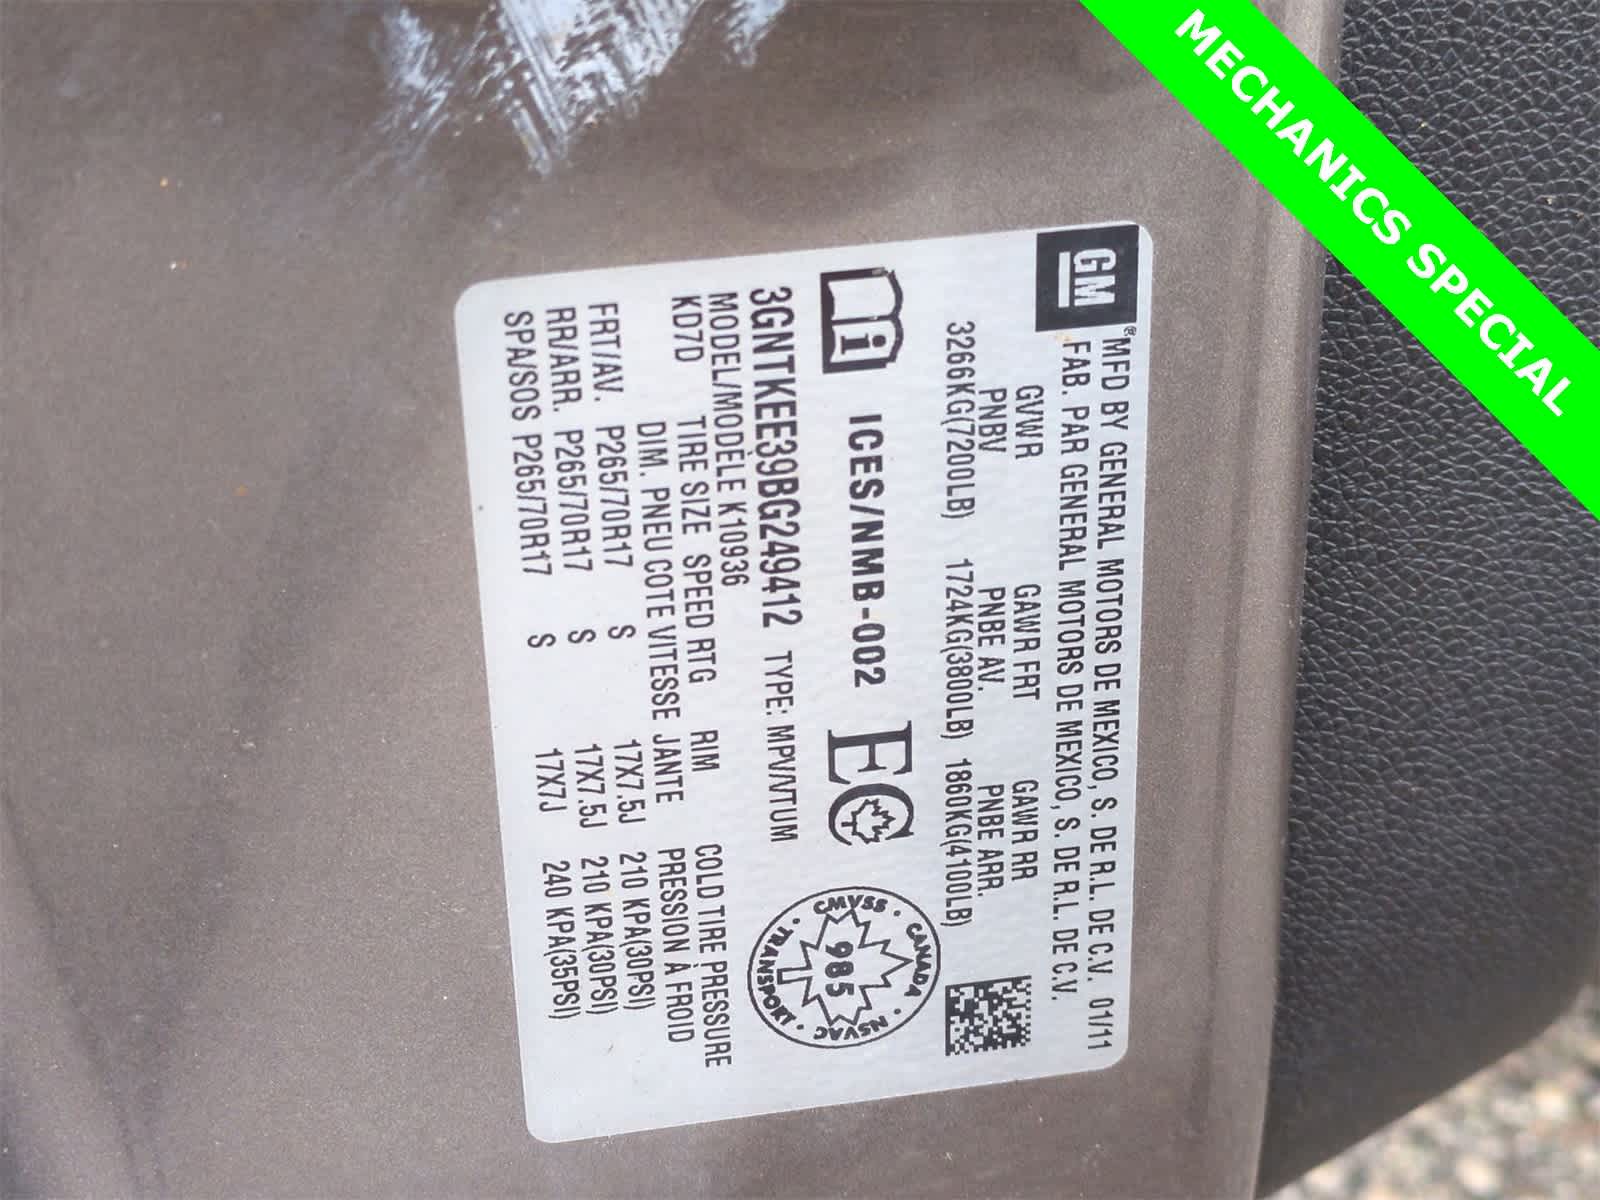 MECHANICS SPECIAL
GM
®MFD BY GENERAL MOTORS DE MEXICO, S. DE R.L. DE C.V. 01/11
FAB. PAR GENERAL MOTORS DE MEXICO, S. DE R.L. DE C.V.
GVWR GAWR FRT GAWR RR
PNBV PNBE AV. PNBE ARR.
3266KG(7200LB) 1724KG(3800LB) 1860KG(4100LB)
i ICES/NMB-002 EC
CMVSS · CANADA · NSVAC · TRANSPORT ·
985
3GNTKEE39BG249412 TYPE: MPV/VTUM
MODEL/MODÈLE K10936
KD7D TIRE SIZE SPEED RTG RIM COLD TIRE PRESSURE
DIM. PNEU COTE VITESSE JANTE PRESSION À FROID
FRT/AV. P265/70R17 S 17X7.5J 210 KPA(30PSI)
RR/ARR. P265/70R17 S 17X7.5J 210 KPA(30PSI)
SPA/SOS P265/70R17 S 17X7J 240 KPA(35PSI)